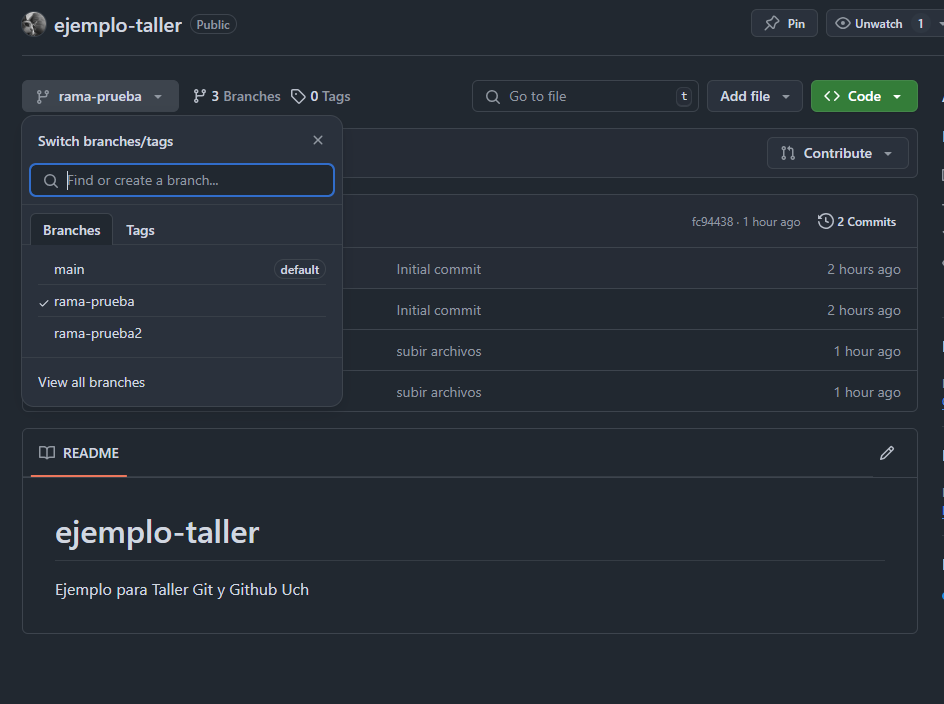 ejemplo-taller Public Pin Unwatch 1
rama-prueba 3 Branches 0 Tags Go to file t Add file Code
Switch branches/tags
Contribute
Find or create a branch...
Branches Tags
fc94438 · 1 hour ago 2 Commits
main default Initial commit 2 hours ago
rama-prueba
Initial commit 2 hours ago
rama-prueba2
subir archivos 1 hour ago
View all branches
subir archivos 1 hour ago
README
ejemplo-taller
Ejemplo para Taller Git y Github Uch